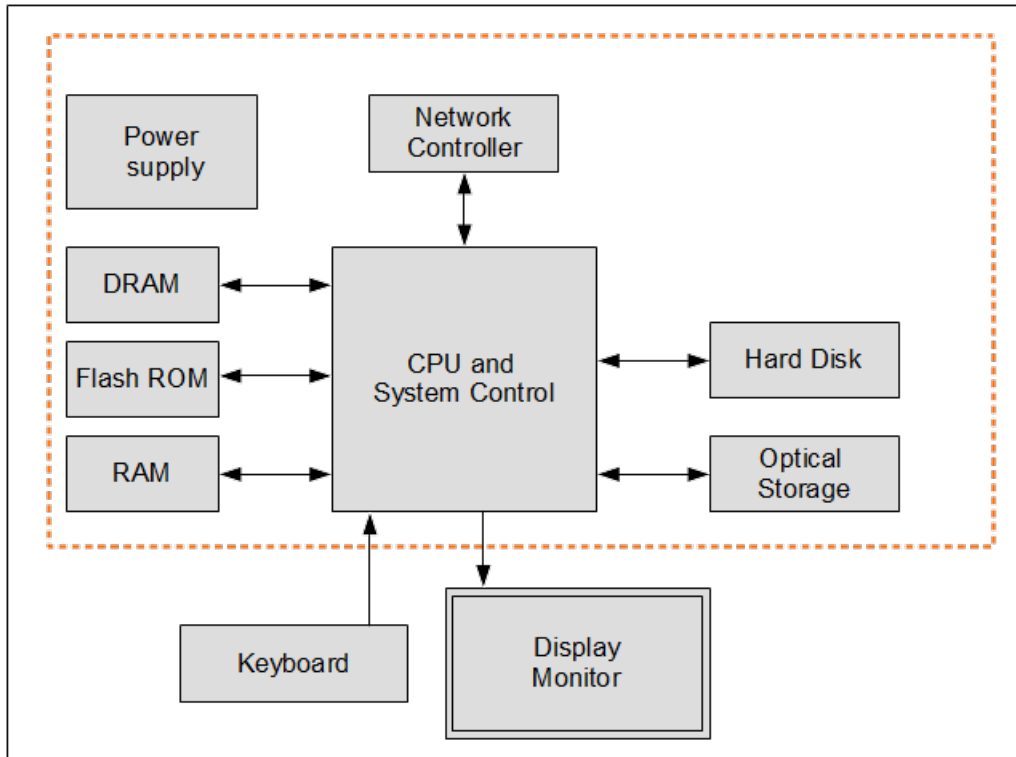 Power
supply
Network
Controller
DRAM
Flash ROM
RAM
CPU and
System Control
Hard Disk
Optical
Storage
Keyboard
Display
Monitor